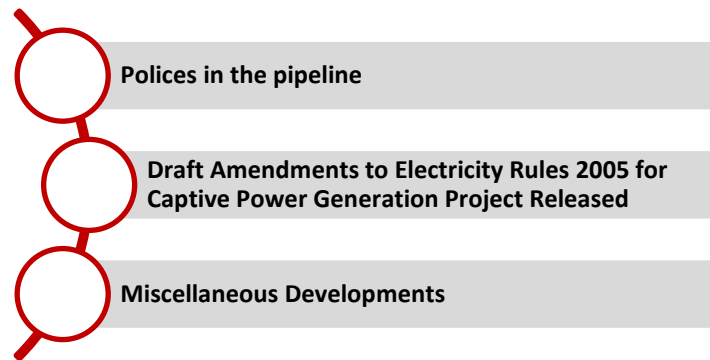 Polices in the pipeline
Draft Amendments to Electricity Rules 2005 for
Captive Power Generation Project Released
Miscellaneous Developments